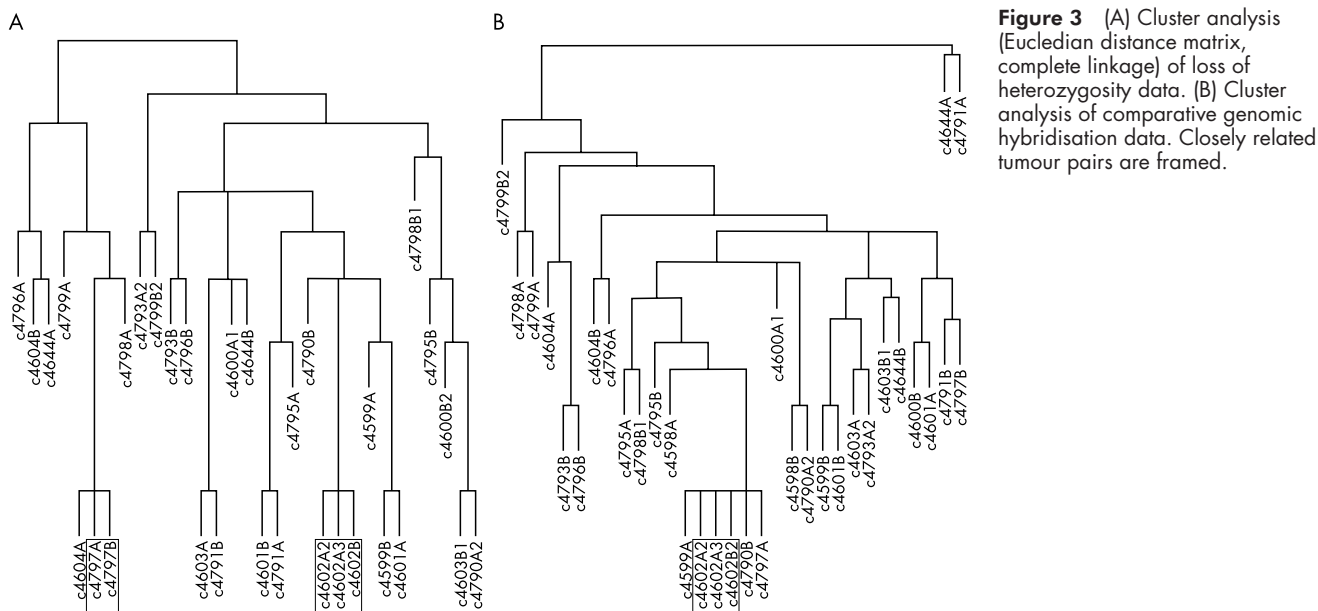 A
B
Figure 3 (A) Cluster analysis
(Eucledian distance matrix,
complete linkage) of loss of
heterozygosity data. (B) Cluster
analysis of comparative genomic
hybridisation data. Closely related
tumour pairs are framed.
c4796A
c4604B
c4644A
c4799A
c4604A
c4797A
c4797B
c4798A
c4793A2
c4799B2
c4793B
c4796B
c4603A
c4791B
c4600A1
c4644B
c4601B
c4791A
c4795A
c4790B
c4602A2
c4602A3
c4602B
c4599A
c4599B
c4601A
c4798B1
c4795B
c4600B2
c4603B1
c4790A2
c4799B2
c4798A
c4799A
c4604A
c4793B
c4796B
c4604B
c4796A
c4795A
c4798B1
c4795B
c4598A
c4599A
c4602A2
c4602A3
c4602B2
c4790B
c4797A
c4600A1
c4598B
c4790A2
c4599B
c4601B
c4603A
c4793A2
c4603B1
c4644B
c4600B
c4601A
c4791B
c4797B
c4644A
c4791A